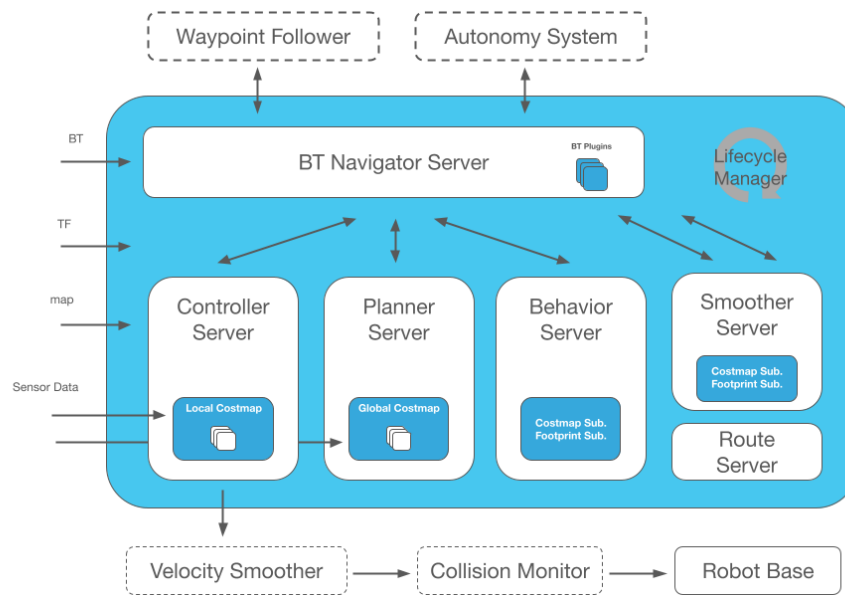 Waypoint Follower
Autonomy System
BT
BT Navigator Server
BT Plugins
Lifecycle
Manager
TF
map
Sensor Data
Controller
Server
Local Costmap
Planner
Server
Global Costmap
Behavior
Server
Costmap Sub.
Footprint Sub.
Smoother
Server
Costmap Sub.
Footprint Sub.
Route
Server
Velocity Smoother
Collision Monitor
Robot Base